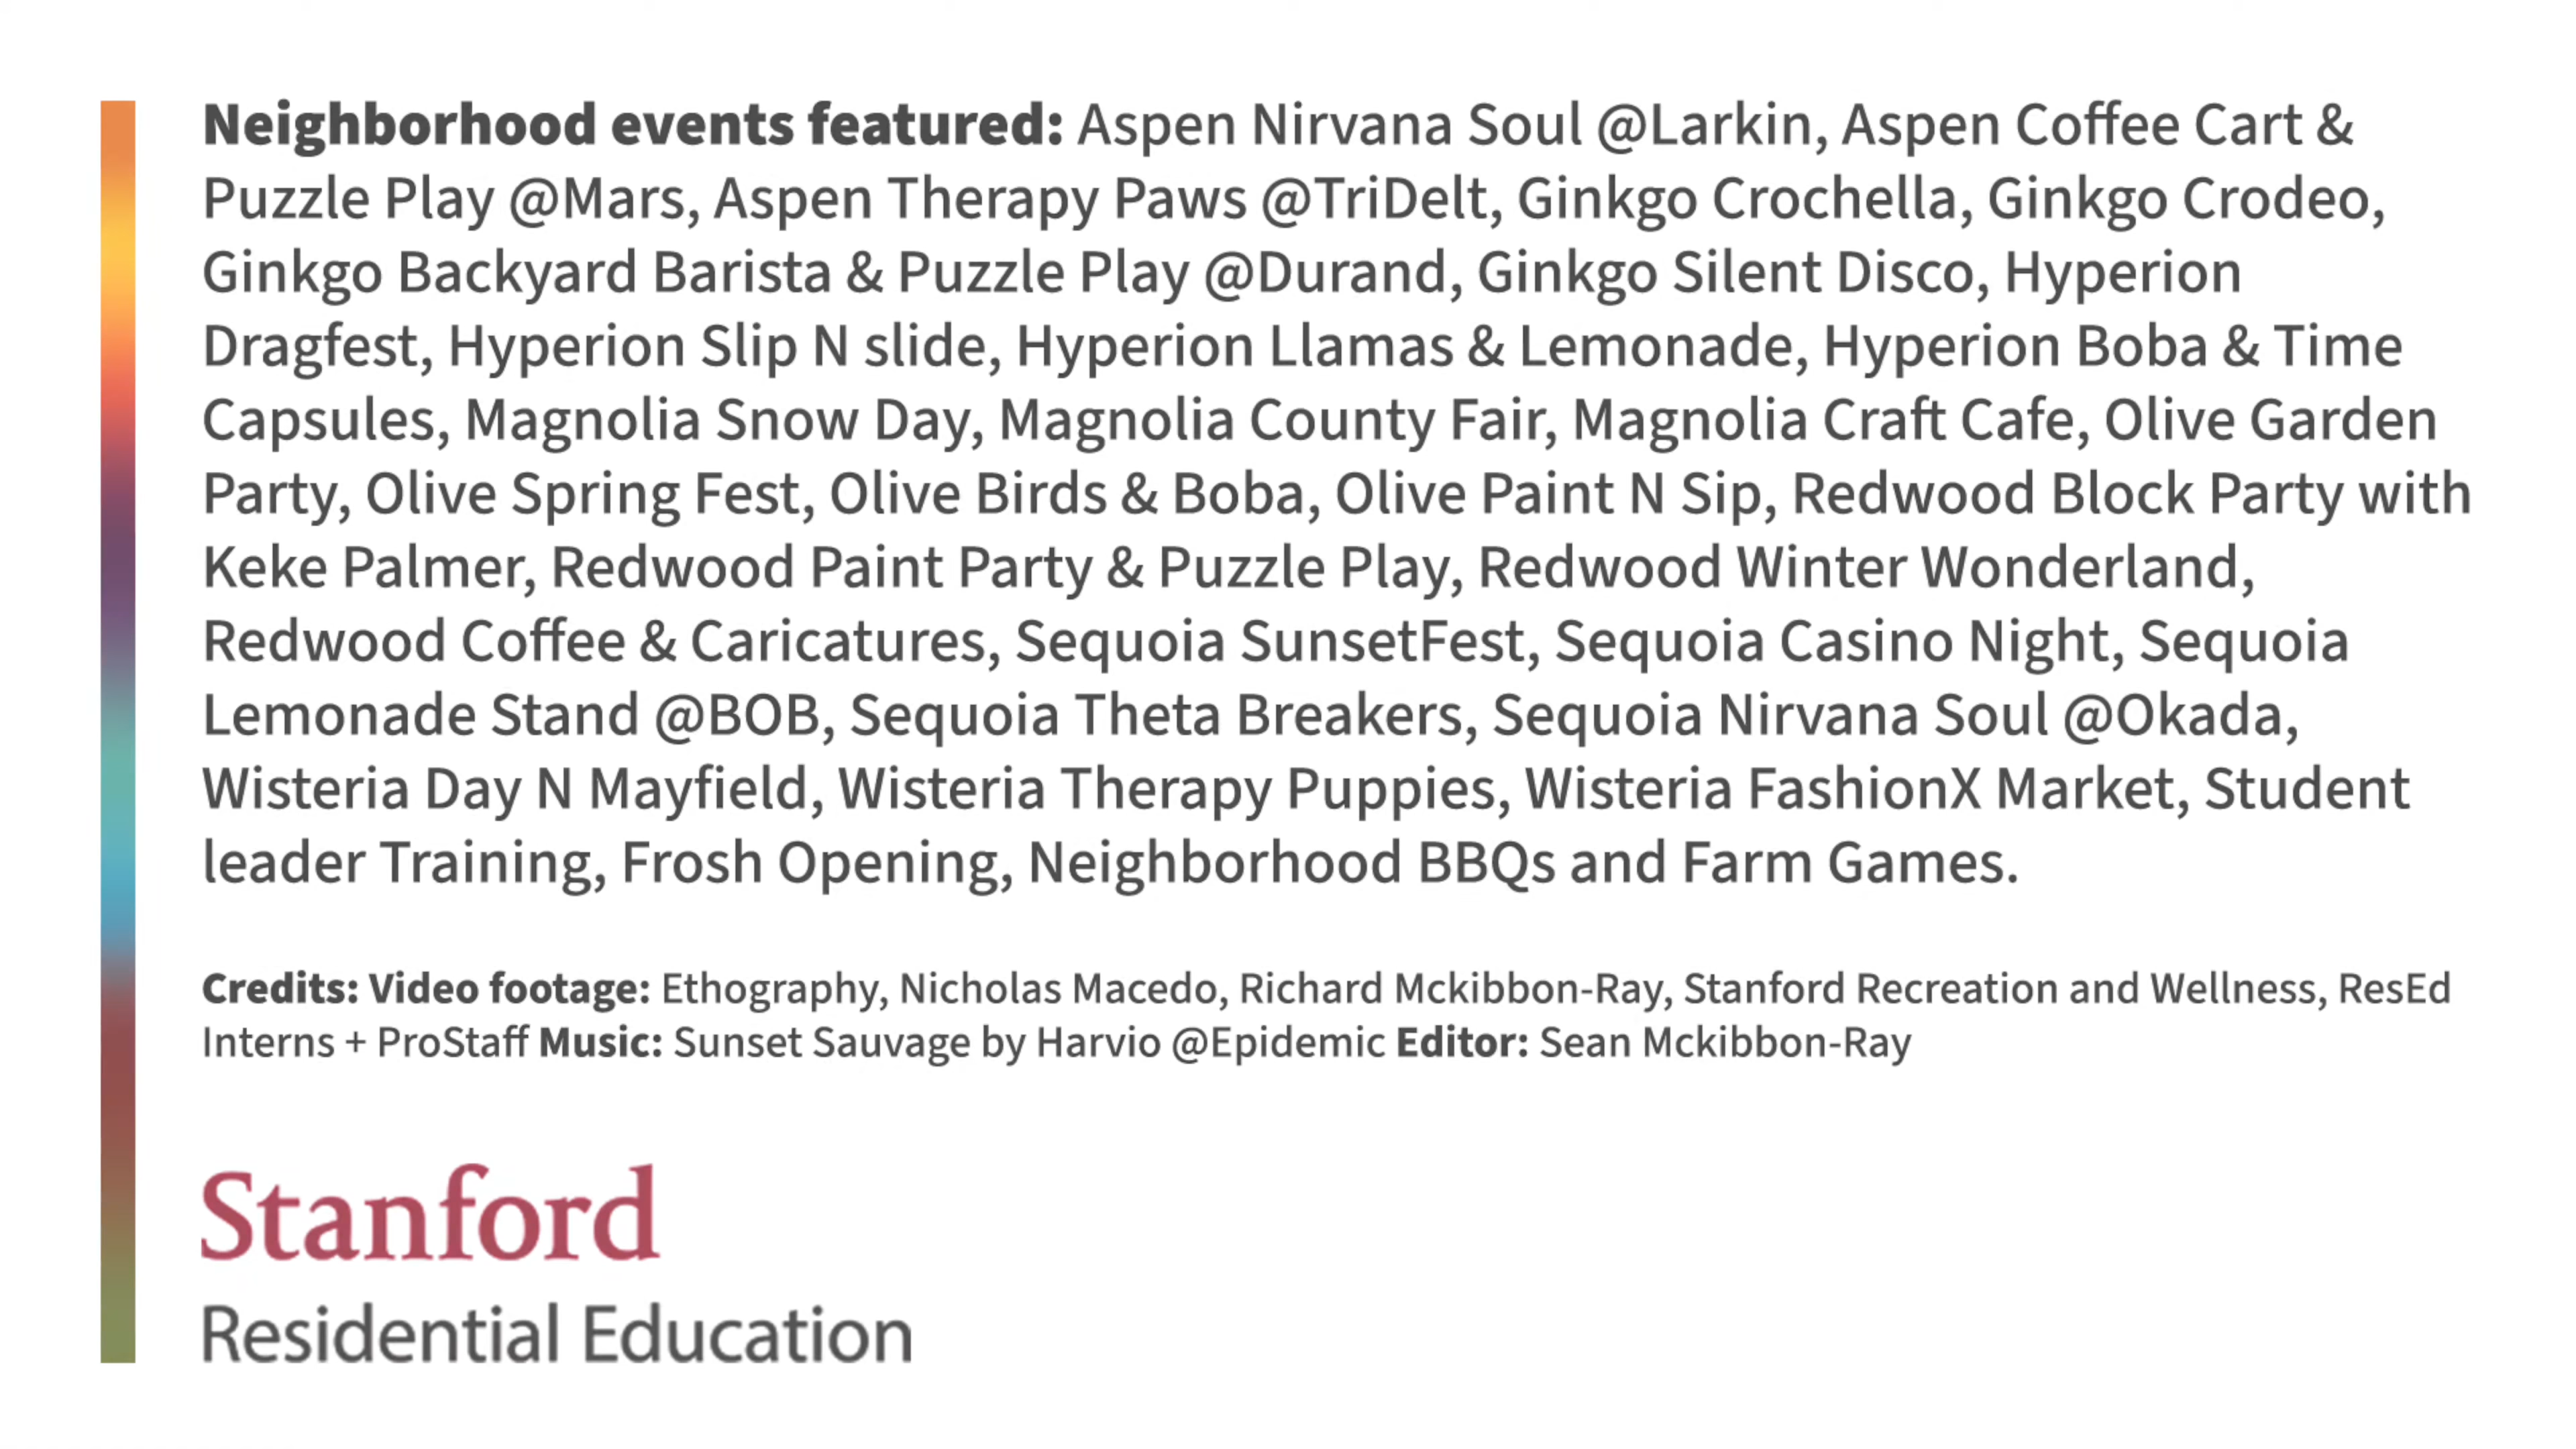 Neighborhood events featured: Aspen Nirvana Soul @Larkin, Aspen Coffee Cart &
Puzzle Play @Mars, Aspen Therapy Paws @TriDelt, Ginkgo Crochella, Ginkgo Crodeo,
Ginkgo Backyard Barista & Puzzle Play @Durand, Ginkgo Silent Disco, Hyperion
Dragfest, Hyperion Slip N slide, Hyperion Llamas & Lemonade, Hyperion Boba & Time
Capsules, Magnolia Snow Day, Magnolia County Fair, Magnolia Craft Cafe, Olive Garden
Party, Olive Spring Fest, Olive Birds & Boba, Olive Paint N Sip, Redwood Block Party with
Keke Palmer, Redwood Paint Party & Puzzle Play, Redwood Winter Wonderland,
Redwood Coffee & Caricatures, Sequoia SunsetFest, Sequoia Casino Night, Sequoia
Lemonade Stand @BOB, Sequoia Theta Breakers, Sequoia Nirvana Soul @Okada,
Wisteria Day N Mayfield, Wisteria Therapy Puppies, Wisteria FashionX Market, Student
leader Training, Frosh Opening, Neighborhood BBQs and Farm Games.
Credits: Video footage: Ethography, Nicholas Macedo, Richard Mckibbon-Ray, Stanford Recreation and Wellness, ResEd
Interns + ProStaff Music: Sunset Sauvage by Harvio @Epidemic Editor: Sean Mckibbon-Ray
Stanford
Residential Education